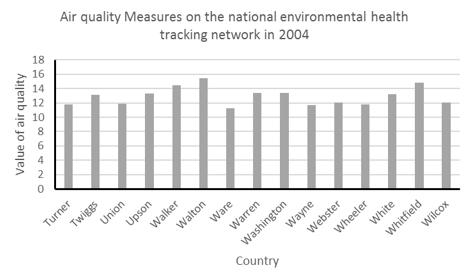 Air quality Measures on the national environmental health
tracking network in 2004
Value of air quality
18
16
14
12
10
8
6
4
2
0
Turner
Twiggs
Union
Upson
Walker
Walton
Ware
Warren
Washington
Wayne
Webster
Wheeler
White
Whitfield
Wilcox
Country